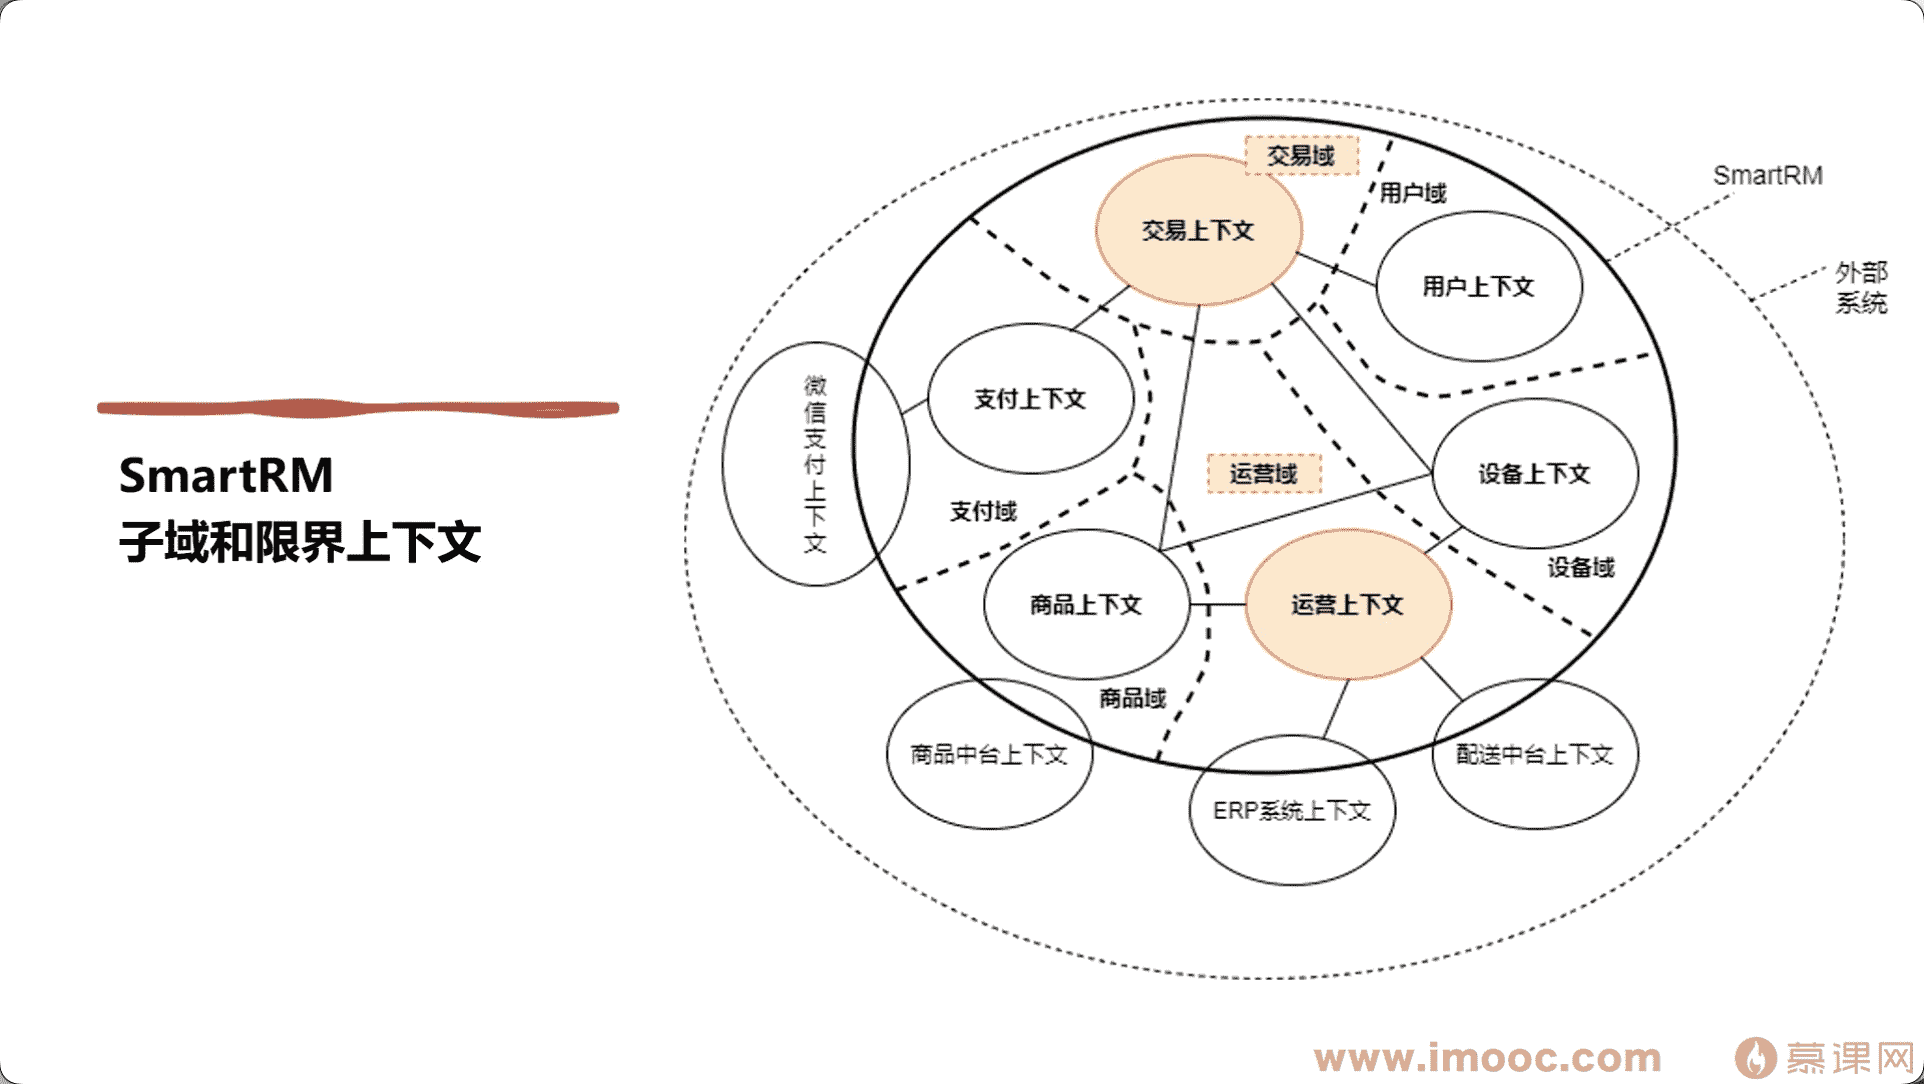 SmartRM
子域和限界上下文
交易域
交易上下文
用户域
用户上下文
SmartRM
外部
系统
微信支付上下文
支付上下文
支付域
运营域
设备上下文
设备域
商品上下文
运营上下文
商品域
商品中台上下文
ERP系统上下文
配送中台上下文
www.imooc.com
慕课网